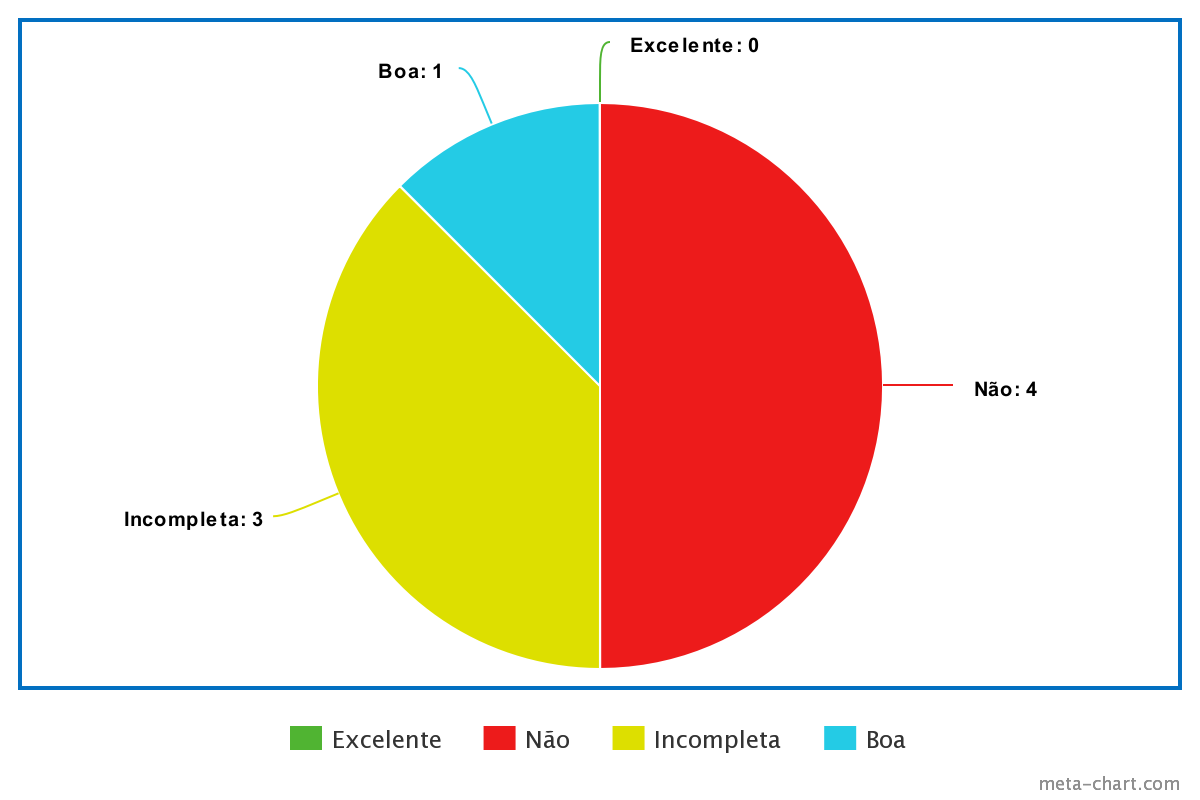 Excelente: 0
Boa: 1
Não: 4
Incompleta: 3
Excelente Não Incompleta Boa
meta-chart.com